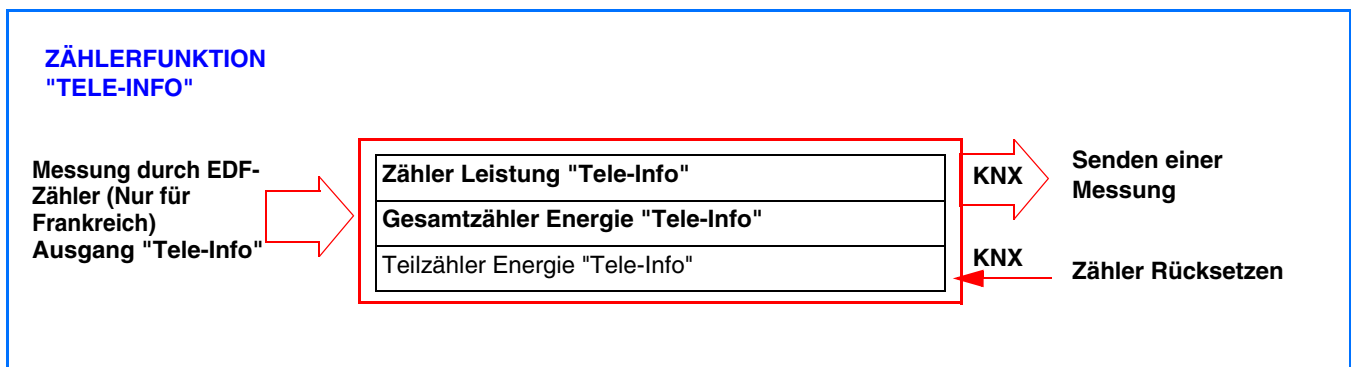 ZÄHLERFUNKTION
"TELE-INFO"
Messung durch EDF-
Zähler (Nur für
Frankreich)
Ausgang "Tele-Info"
Zähler Leistung "Tele-Info"
Gesamtzähler Energie "Tele-Info"
Teilzähler Energie "Tele-Info"
KNX
Senden einer
Messung
KNX
Zähler Rücksetzen